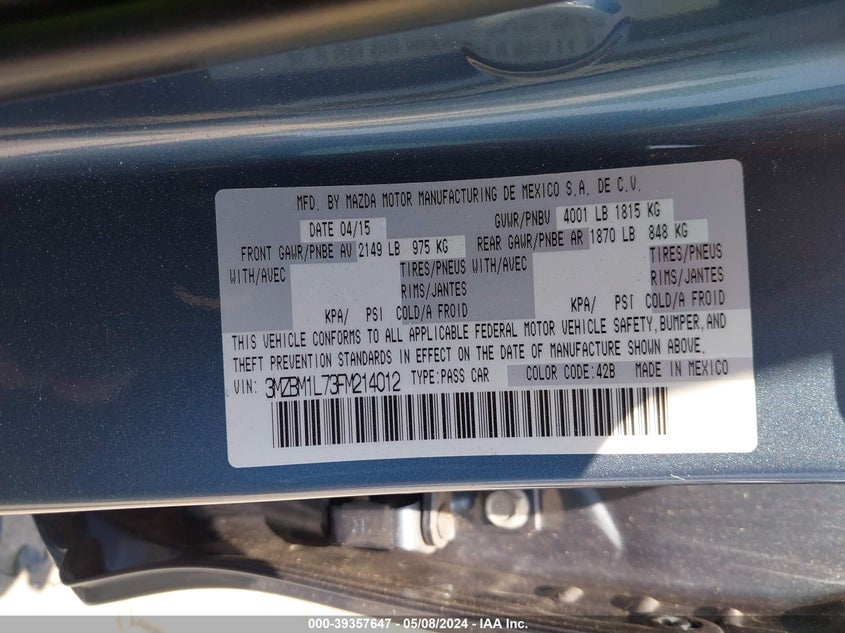 MFD. BY MAZDA MOTOR MANUFACTURING DE MEXICO S.A. DE C.V.
DATE 04/15 GVWR/PNBV 4001 LB 1815 KG
FRONT GAWR/PNBE AV 2149 LB 975 KG REAR GAWR/PNBE AR 1870 LB 848 KG
WITH/AVEC TIRES/PNEUS WITH/AVEC TIRES/PNEUS
RIMS/JANTES RIMS/JANTES
KPA/ PSI COLD/A FROID KPA/ PSI COLD/A FROID
THIS VEHICLE CONFORMS TO ALL APPLICABLE FEDERAL MOTOR VEHICLE SAFETY, BUMPER, AND
THEFT PREVENTION STANDARDS IN EFFECT ON THE DATE OF MANUFACTURE SHOWN ABOVE.
VIN: 3MZBM1L73FM214012 TYPE:PASS CAR COLOR CODE:42B MADE IN MEXICO
000-39357647 - 05/08/2024 - IAA Inc.